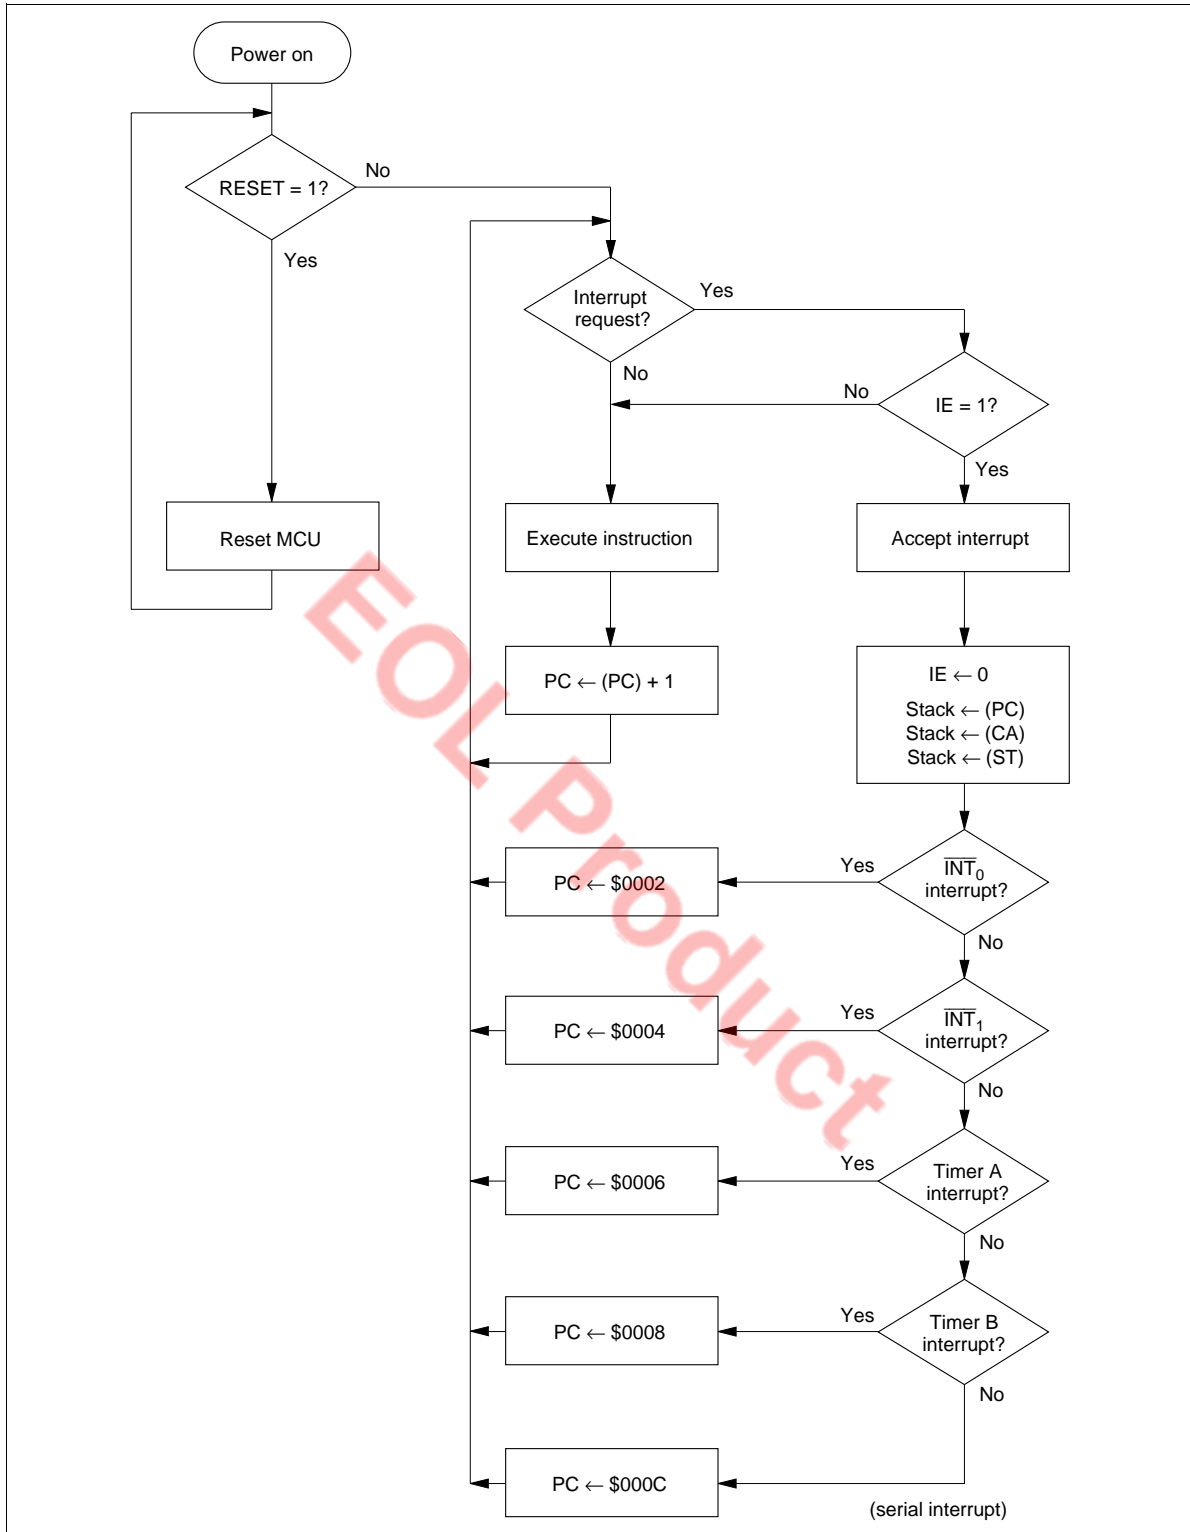 Power on
RESET = 1?
No
Yes
Interrupt
request?
Yes
No
No
IE = 1?
Yes
Reset MCU
Execute instruction
Accept interrupt
PC ← (PC) + 1
IE ← 0
Stack ← (PC)
Stack ← (CA)
Stack ← (ST)
PC ← $0002
Yes
INT₀
interrupt?
No
PC ← $0004
Yes
INT₁
interrupt?
No
PC ← $0006
Yes
Timer A
interrupt?
No
PC ← $0008
Yes
Timer B
interrupt?
No
PC ← $000C
(serial interrupt)
EOL Product